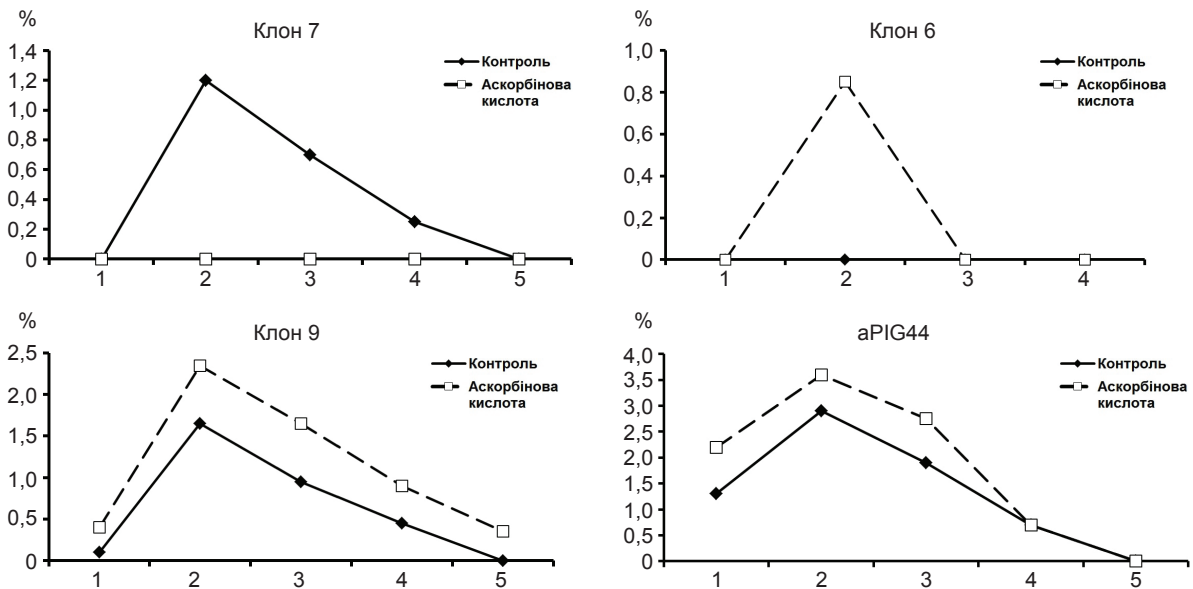 %
Клон 7
1,4
1,2
1,0
0,8
0,6
0,4
0,2
0
1 2 3 4 5
Контроль
Аскорбінова
кислота
%
Клон 6
1,0
0,8
0,6
0,4
0,2
0
1 2 3 4
Контроль
Аскорбінова
кислота
%
Клон 9
2,5
2,0
1,5
1,0
0,5
0
1 2 3 4 5
Контроль
Аскорбінова
кислота
%
aPIG44
4,0
3,5
3,0
2,5
2,0
1,5
1,0
0,5
0
1 2 3 4 5
Контроль
Аскорбінова
кислота